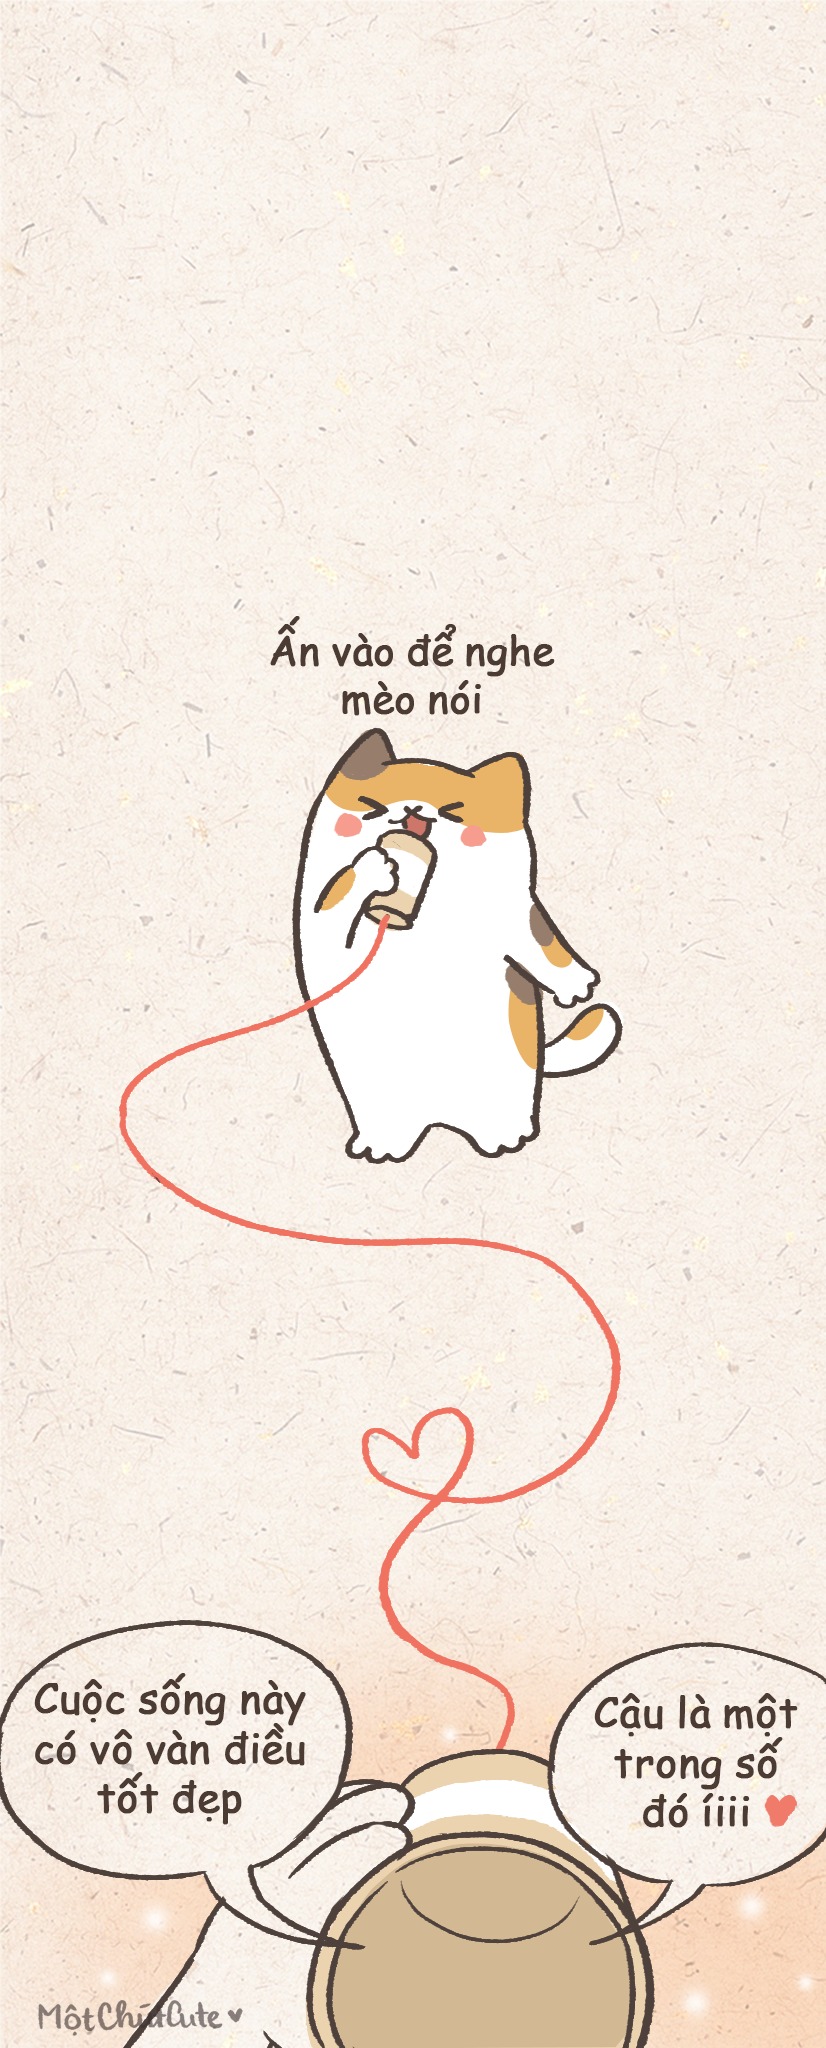 Ấn vào để nghe
mèo nói
Cuộc sống này
có vô vàn điều
tốt đẹp
Cậu là một
trong số
đó íiii
MộtChútCute